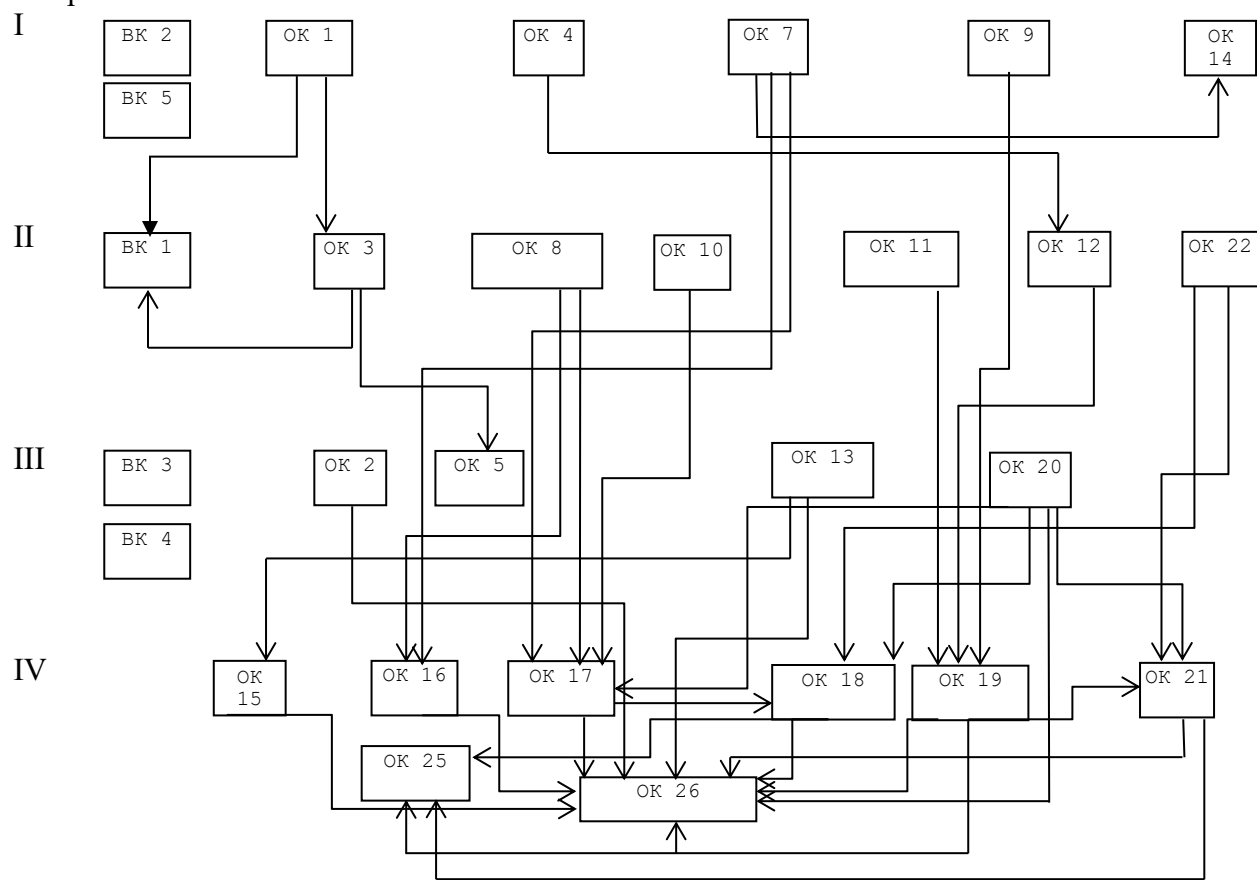 I
ВК 2
ОК 1
ОК 4
ОК 7
ОК 9
ОК
14
ВК 5
II
ВК 1
ОК 3
ОК 8
ОК 10
ОК 11
ОК 12
ОК 22
III
ВК 3
ОК 2
ОК 5
ОК 13
ОК 20
ВК 4
IV
ОК
15
ОК 16
ОК 17
ОК 18
ОК 19
ОК 21
ОК 25
ОК 26